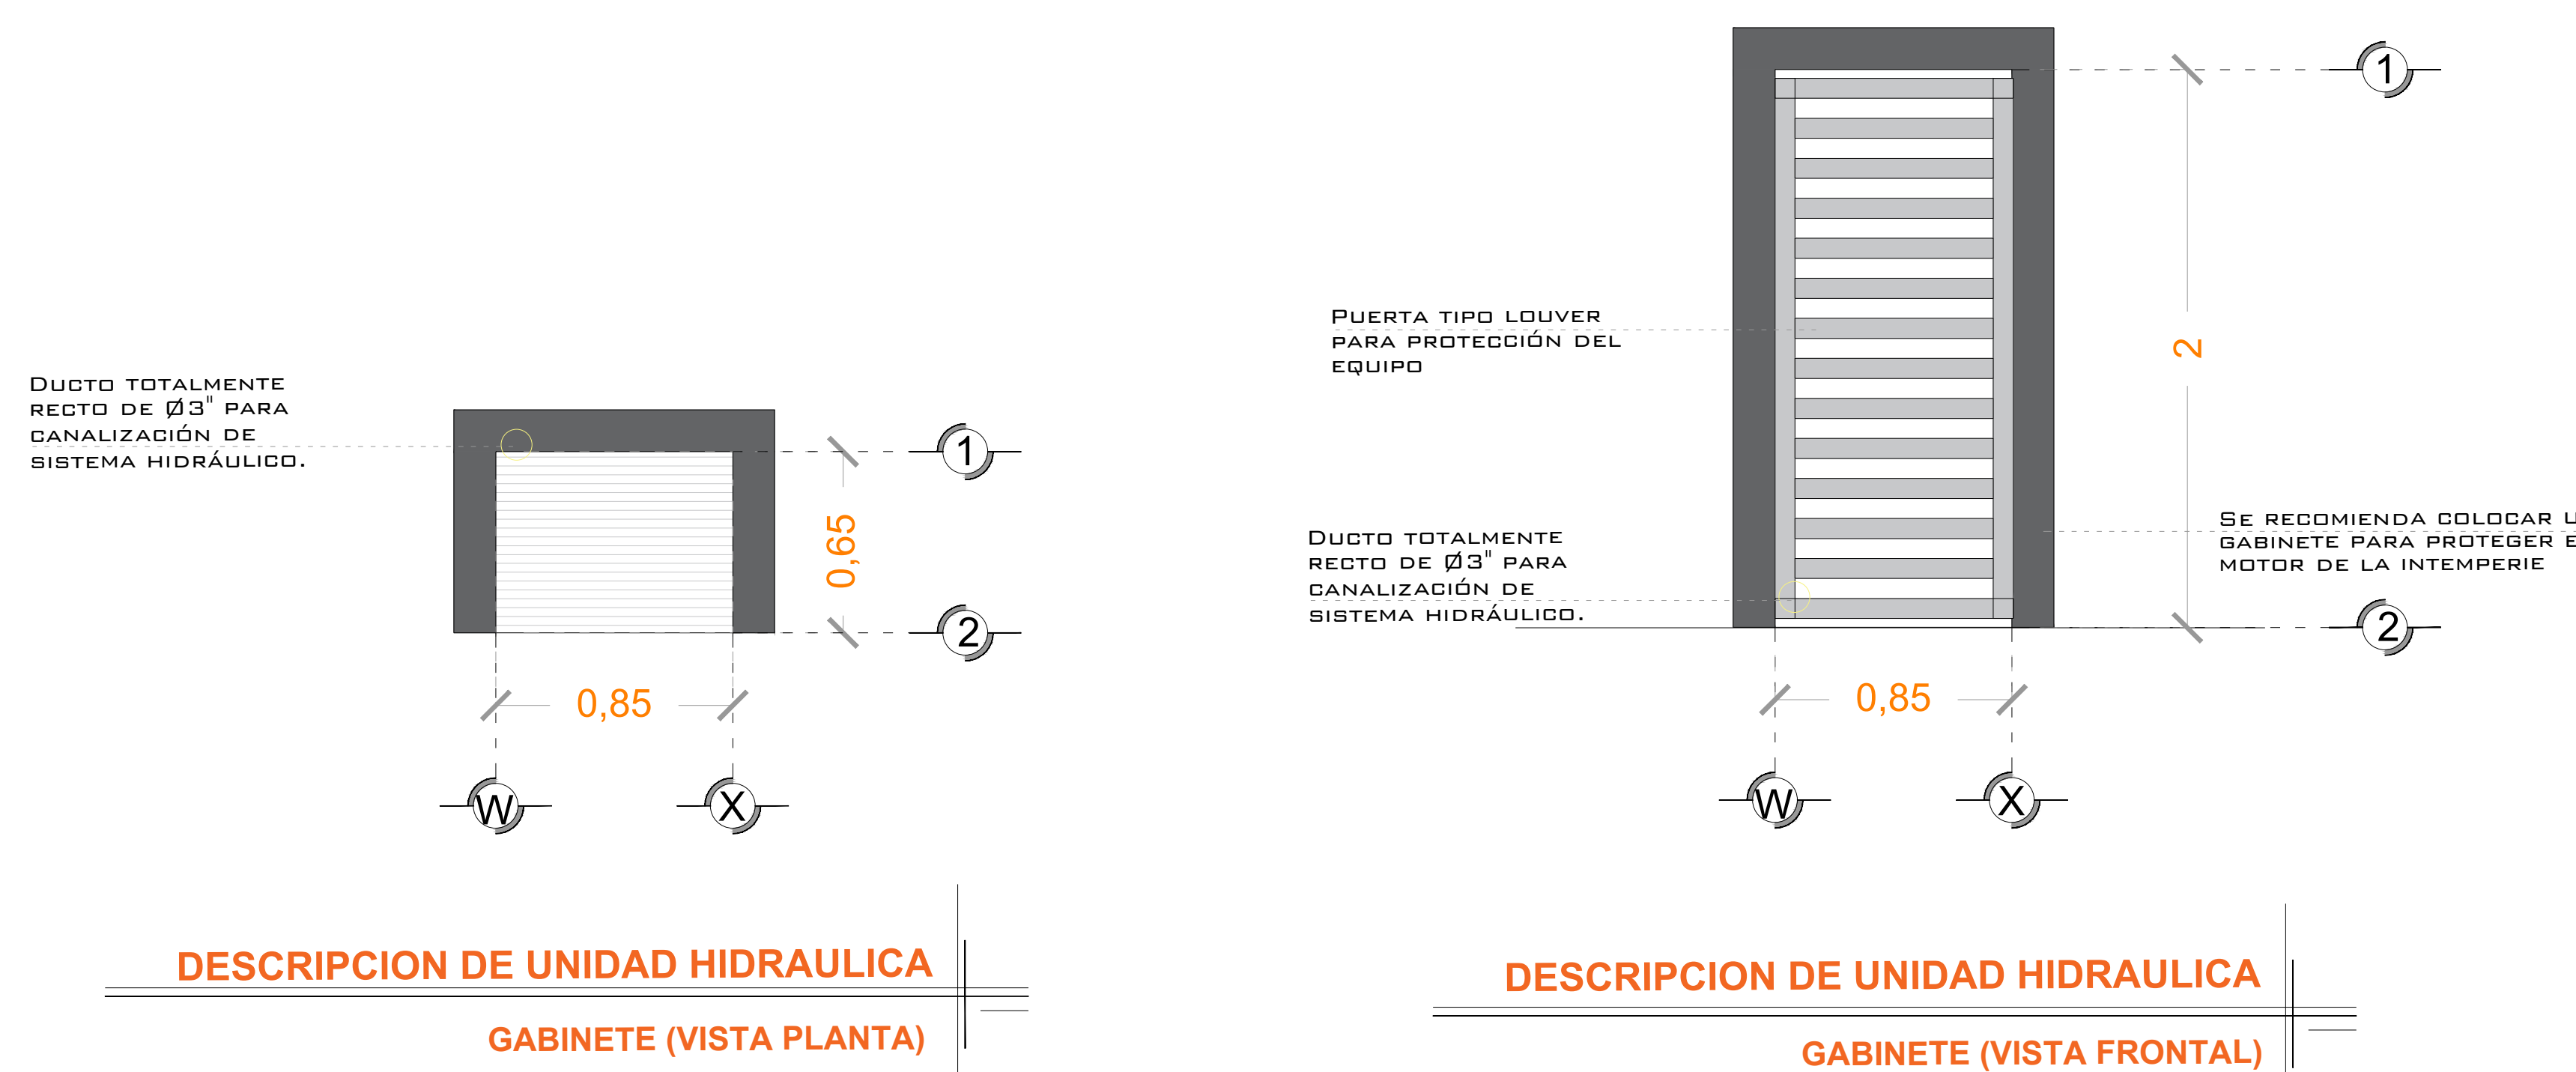 DUCTO TOTALMENTE
RECTO DE Ø3" PARA
CANALIZACIÓN DE
SISTEMA HIDRÁULICO.
1
0,65
2
0,85
W
X
DESCRIPCION DE UNIDAD HIDRAULICA
GABINETE (VISTA PLANTA)
1
PUERTA TIPO LOUVER
PARA PROTECCIÓN DEL
EQUIPO
2
DUCTO TOTALMENTE
RECTO DE Ø3" PARA
CANALIZACIÓN DE
SISTEMA HIDRÁULICO.
SE RECOMIENDA COLOCAR
GABINETE PARA PROTEGER
MOTOR DE LA INTEMPERIE
2
0,85
W
X
DESCRIPCION DE UNIDAD HIDRAULICA
GABINETE (VISTA FRONTAL)